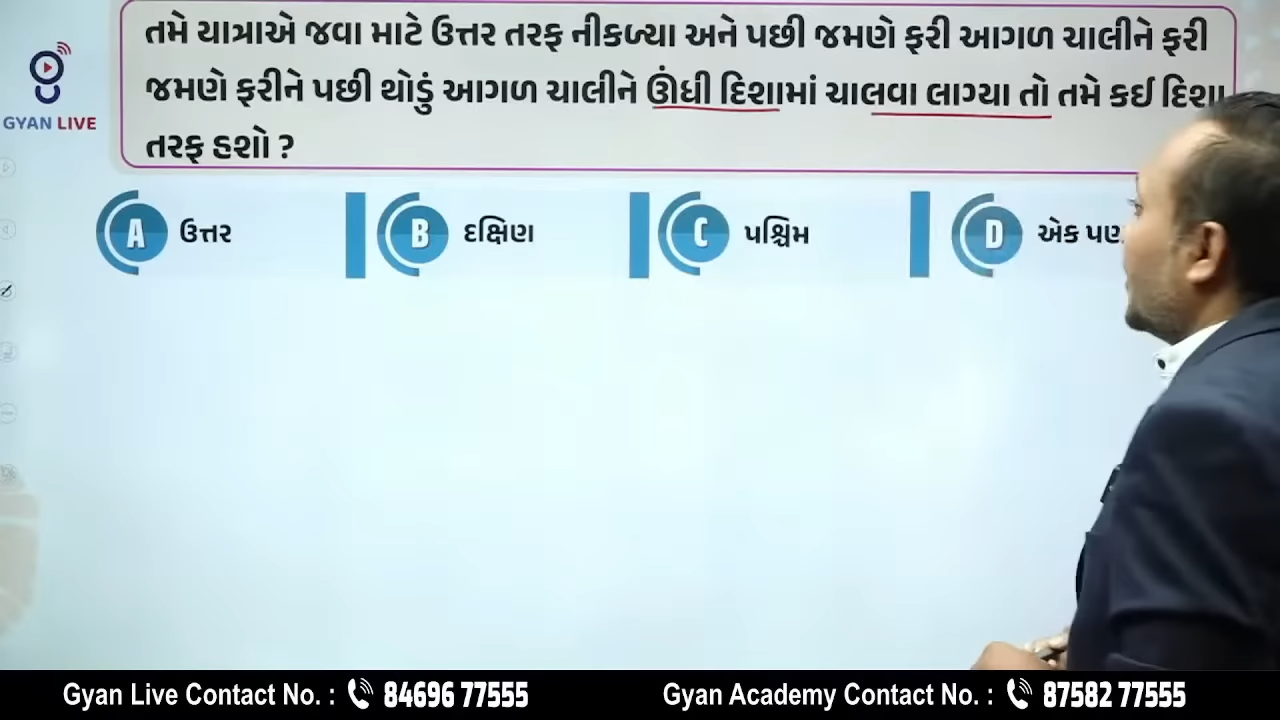 તમે યાત્રાએ જવા માટે ઉત્તર તરફ નીકળ્યા અને પછી જમણે ફરી આગળ ચાલીને ફરી
જમણે ફરીને પછી થોડું આગળ ચાલીને ઊંધી દિશામાં ચાલવા લાગ્યા તો તમે કઈ દિશા
તરફ હશો ?
GYAN LIVE
A ઉત્તર
B દક્ષિણ
C પશ્ચિમ
D એક પણ
Gyan Live Contact No. : 84696 77555
Gyan Academy Contact No. : 87582 77555